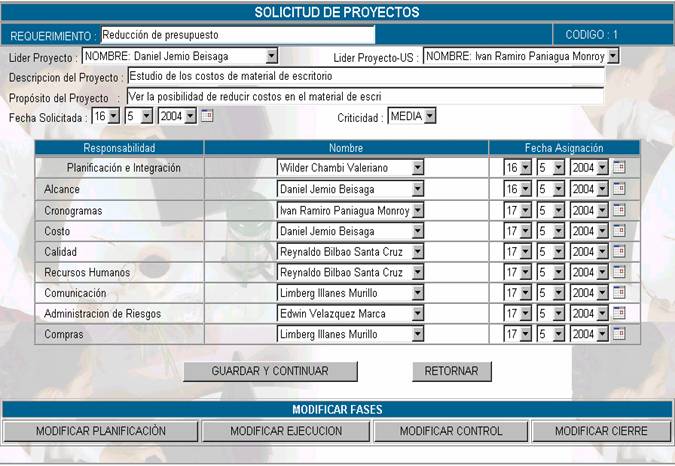 SOLICITUD DE PROYECTOS
REQUERIMIENTO : Reducción de presupuesto CODIGO : 1
Lider Proyecto : NOMBRE: Daniel Jemio Beisaga Lider Proyecto-US : NOMBRE: Ivan Ramiro Paniagua Monroy
Descripcion del Proyecto : Estudio de los costos de material de escritorio
Propósito del Proyecto : Ver la posibilidad de reducir costos en el material de escri
Fecha Solicitada : 16 5 2004 Criticidad : MEDIA
Responsabilidad Nombre Fecha Asignación
Planificación e Integración Wilder Chambi Valeriano 16 5 2004
Alcance Daniel Jemio Beisaga 16 5 2004
Cronogramas Ivan Ramiro Paniagua Monroy 17 5 2004
Costo Daniel Jemio Beisaga 17 5 2004
Calidad Reynaldo Bilbao Santa Cruz 17 5 2004
Recursos Humanos Reynaldo Bilbao Santa Cruz 17 5 2004
Comunicación Limberg Illanes Murillo 17 5 2004
Administracion de Riesgos Edwin Velazquez Marca 17 5 2004
Compras Limberg Illanes Murillo 17 5 2004
GUARDAR Y CONTINUAR RETORNAR
MODIFICAR FASES
MODIFICAR PLANIFICACIÓN MODIFICAR EJECUCION MODIFICAR CONTROL MODIFICAR CIERRE